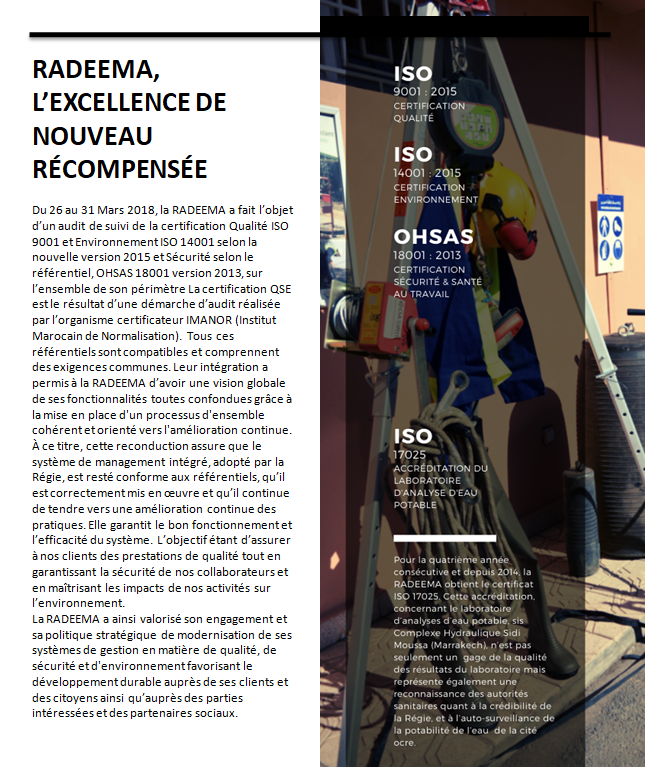 RADEEMA,
L'EXCELLENCE DE
NOUVEAU
RÉCOMPENSÉE
Du 26 au 31 Mars 2018, la RADEEMA a fait l'objet
d'un audit de suivi de la certification Qualité ISO
9001 et Environnement ISO 14001 selon la
nouvelle version 2015 et Sécurité selon le
référentiel, OHSAS 18001 version 2013, sur
l'ensemble de son périmètre La certification QSE
est le résultat d'une démarche d'audit réalisée
par l'organisme certificateur IMANOR (Institut
Marocain de Normalisation). Tous ces
référentiels sont compatibles et comprennent
des exigences communes. Leur intégration a
permis à la RADEEMA d'avoir une vision globale
de ses fonctionnalités toutes confondues grâce à
la mise en place d'un processus d'ensemble
cohérent et orienté vers l'amélioration continue.
À ce titre, cette reconduction assure que le
système de management intégré, adopté par la
Régie, est resté conforme aux référentiels, qu'il
est correctement mis en œuvre et qu'il continue
de tendre vers une amélioration continue des
pratiques. Elle garantit le bon fonctionnement et
l'efficacité du système. L'objectif étant d'assurer
à nos clients des prestations de qualité tout en
garantissant la sécurité de nos collaborateurs et
en maîtrisant les impacts de nos activités sur
l'environnement.
La RADEEMA a ainsi valorisé son engagement et
sa politique stratégique de modernisation de ses
systèmes de gestion en matière de qualité, de
sécurité et d'environnement favorisant le
développement durable auprès de ses clients et
des citoyens ainsi qu'auprès des parties
intéressées et des partenaires sociaux.
ISO
9001 : 2015
CERTIFICATION
QUALITÉ
ISO
14001 : 2015
CERTIFICATION
ENVIRONNEMENT
OHSAS
18001 : 2013
CERTIFICATION
SÉCURITÉ & SANTÉ
AU TRAVAIL
ISO
17025
ACCRÉDITATION DU
LABORATOIRE
D'ANALYSE D'EAU
POTABLE
Pour la quatrième année
consécutive et depuis 2014, la
RADEEMA obtient le certificat
ISO 17025. Cette accréditation,
concernant le laboratoire
d'analyses d'eau potable, sis
Complexe Hydraulique Sidi
Moussa (Marrakech), n'est pas
seulement un gage de la qualité
des résultats du laboratoire mais
représente également une
reconnaissance des autorités
sanitaires quant à la crédibilité de
la Régie, et à l'auto-surveillance de
la potabilité de l'eau de la cité
ocre.